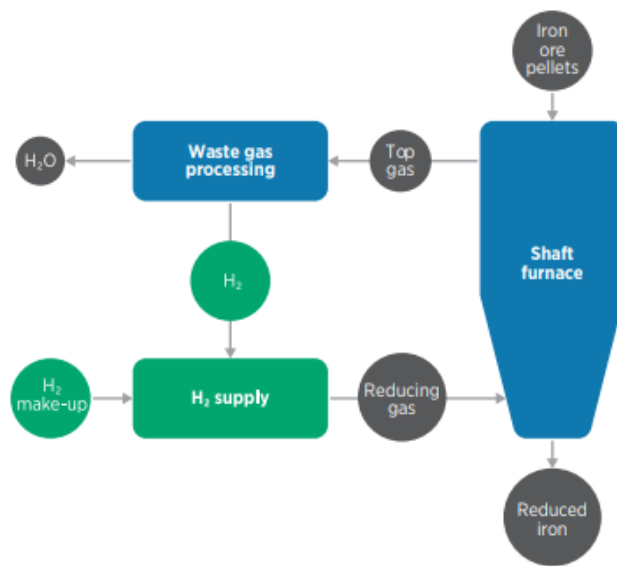 Iron
ore
pellets
H₂O
Waste gas
processing
Top
gas
Shaft
furnace
H₂
H₂
make-up
H₂ supply
Reducing
gas
Reduced
iron